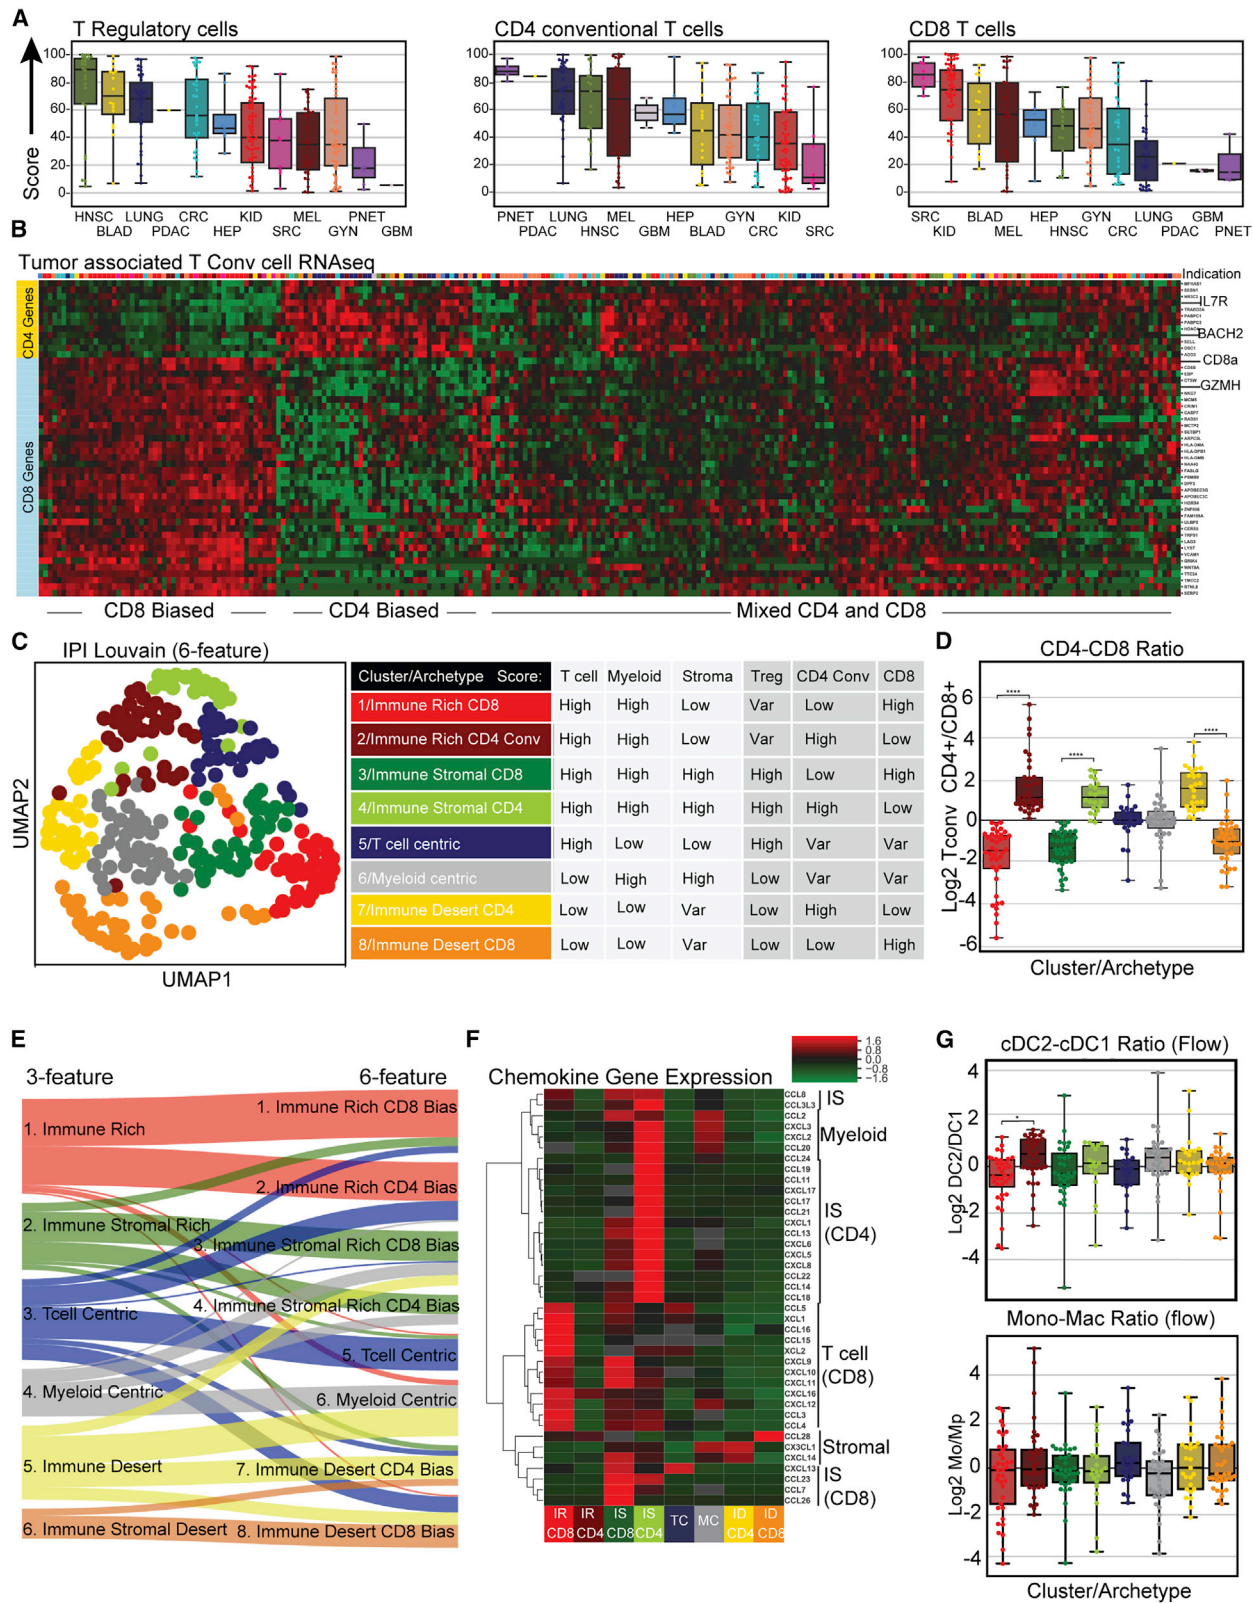 A
T Regulatory cells
CD4 conventional T cells
CD8 T cells
Score
100
80
60
40
20
0
100
80
60
40
20
0
100
80
60
40
20
0
HNSC LUNG CRC KID MEL PNET
BLAD PDAC HEP SRC GYN GBM
PNET LUNG MEL HEP GYN KID
PDAC HNSC GBM BLAD CRC SRC
SRC BLAD HEP GYN LUNG GBM
KID MEL HNSC CRC PDAC PNET
B
Tumor associated T Conv cell RNAseq
Indication
CD4 Genes
CD8 Genes
IL7R
BACH2
CD8a
GZMH
CD8 Biased
CD4 Biased
Mixed CD4 and CD8
C
IPI Louvain (6-feature)
UMAP2
UMAP1
Cluster/Archetype Score: T cell Myeloid Stroma Treg CD4 Conv CD8
1/Immune Rich CD8 High High Low Var Low High
2/Immune Rich CD4 Conv High High Low Var High Low
3/Immune Stromal CD8 High High High High Low High
4/Immune Stromal CD4 High High High High High Low
5/T cell centric High Low Low High Var Var
6/Myeloid centric Low High High Low Var Var
7/Immune Desert CD4 Low Low Var Low High Low
8/Immune Desert CD8 Low Low Var Low Low High
D
CD4-CD8 Ratio
Log2 Tconv CD4+/CD8+
6
4
2
0
-2
-4
-6
****
****
****
Cluster/Archetype
E
3-feature
6-feature
1. Immune Rich
2. Immune Stromal Rich
3. Tcell Centric
4. Myeloid Centric
5. Immune Desert
6. Immune Stromal Desert
1. Immune Rich CD8 Bias
2. Immune Rich CD4 Bias
3. Immune Stromal Rich CD8 Bias
4. Immune Stromal Rich CD4 Bias
5. Tcell Centric
6. Myeloid Centric
7. Immune Desert CD4 Bias
8. Immune Desert CD8 Bias
F
Chemokine Gene Expression
1.6
0.8
0.0
-0.8
-1.6
CCL8
CCL3L3
CCL2
CXCL3
CXCL2
CCL20
CCL24
CCL19
CCL11
CXCL17
CCL17
CCL21
CXCL1
CCL13
CXCL6
CXCL5
CXCL8
CCL22
CCL14
CCL18
CCL5
XCL1
CCL16
CCL15
XCL2
CXCL9
CXCL10
CXCL11
CXCL16
CXCL12
CCL3
CCL4
CCL28
CX3CL1
CXCL14
CXCL13
CCL23
CCL7
CCL26
IS
Myeloid
IS
(CD4)
T cell
(CD8)
Stromal
IS
(CD8)
IR IR IS IS TC MC ID ID
CD8 CD4 CD8 CD4 CD4 CD8
G
cDC2-cDC1 Ratio (Flow)
Log2 DC2/DC1
4
2
0
-2
-4
*
Mono-Mac Ratio (flow)
Log2 Mo/Mp
4
2
0
-2
-4
Cluster/Archetype